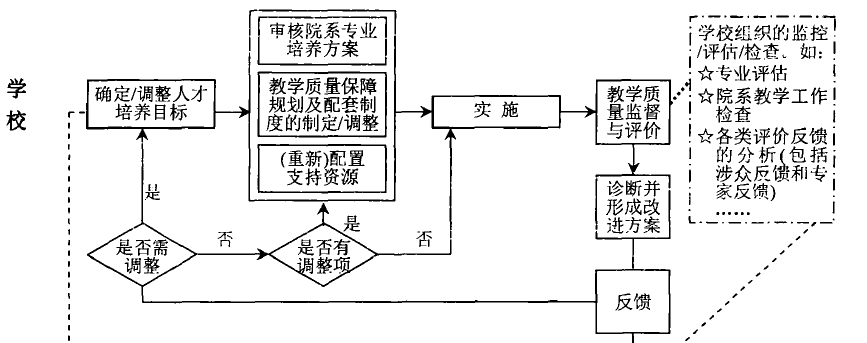 学
校
确定/调整人才
培养目标
审核院系专业
培养方案
教学质量保障
规划及配套制
度的制定/调整
(重新)配置
支持资源
实 施
教学质
量监督
与评价
学校组织的监控
/评估/检查、如:
☆专业评估
☆院系教学工作
检查
☆各类评价反馈
的分析(包括
涉众反馈和专
家反馈)
……
诊断并
形成改
进方案
反馈
是否需
调整
是
否
是否有
调整项
是
否